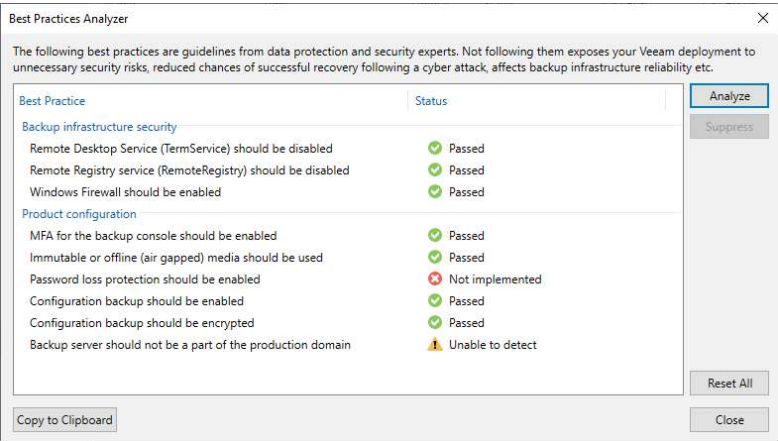 Best Practices Analyzer
The following best practices are guidelines from data protection and security experts. Not following them exposes your Veeam deployment to
unnecessary security risks, reduced chances of successful recovery following a cyber attack, affects backup infrastructure reliability etc.
Best Practice Status
Analyze
Suppress
Backup infrastructure security
Remote Desktop Service (TermService) should be disabled Passed
Remote Registry service (RemoteRegistry) should be disabled Passed
Windows Firewall should be enabled Passed
Product configuration
MFA for the backup console should be enabled Passed
Immutable or offline (air gapped) media should be used Passed
Password loss protection should be enabled Not implemented
Configuration backup should be enabled Passed
Configuration backup should be encrypted Passed
Backup server should not be a part of the production domain Unable to detect
Reset All
Copy to Clipboard Close